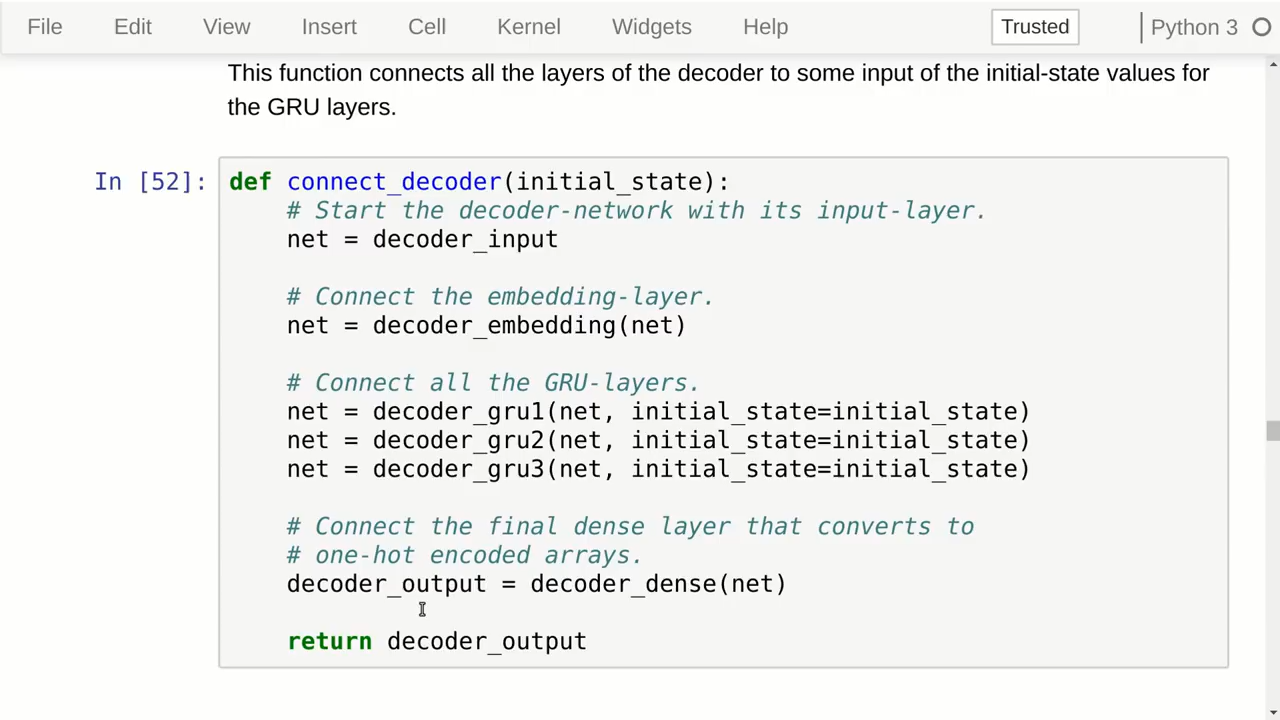 File Edit View Insert Cell Kernel Widgets Help Trusted Python 3
This function connects all the layers of the decoder to some input of the initial-state values for
the GRU layers.
In [52]: def connect_decoder(initial_state):
# Start the decoder-network with its input-layer.
net = decoder_input
# Connect the embedding-layer.
net = decoder_embedding(net)
# Connect all the GRU-layers.
net = decoder_gru1(net, initial_state=initial_state)
net = decoder_gru2(net, initial_state=initial_state)
net = decoder_gru3(net, initial_state=initial_state)
# Connect the final dense layer that converts to
# one-hot encoded arrays.
decoder_output = decoder_dense(net)
return decoder_output